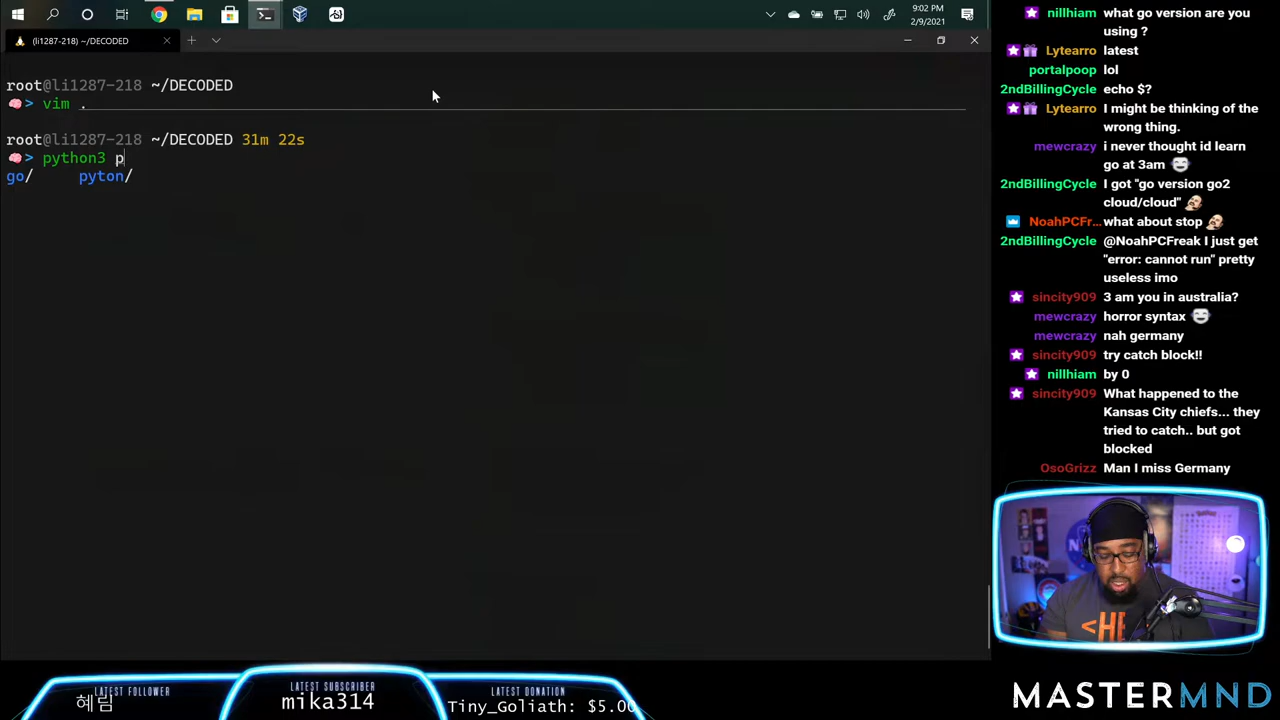 9:02 PM
2/9/2021
(li1287-218) ~/DECODED
root@li1287-218 ~/DECODED
> vim .
root@li1287-218 ~/DECODED 31m 22s
> python3 p
go/ pyton/
nillhiam what go version are you
using ?
Lytearro latest
portalpoop lol
2ndBillingCycle echo $?
Lytearro I might be thinking of the
wrong thing.
mewcrazy i never thought id learn
go at 3am
2ndBillingCycle I got "go version go2
cloud/cloud"
NoahPCFr... what about stop
2ndBillingCycle @NoahPCFreak I just get
"error: cannot run" pretty
useless imo
sincity909 3 am you in australia?
mewcrazy horror syntax
mewcrazy nah germany
sincity909 try catch block!!
nillhiam by 0
sincity909 What happened to the
Kansas City chiefs... they
tried to catch.. but got
blocked
OsoGrizz Man I miss Germany
<HE
LATEST FOLLOWER
혜림
LATEST SUBSCRIBER
mika314
LATEST DONATION
Tiny_Goliath: $5.00
MASTERMND